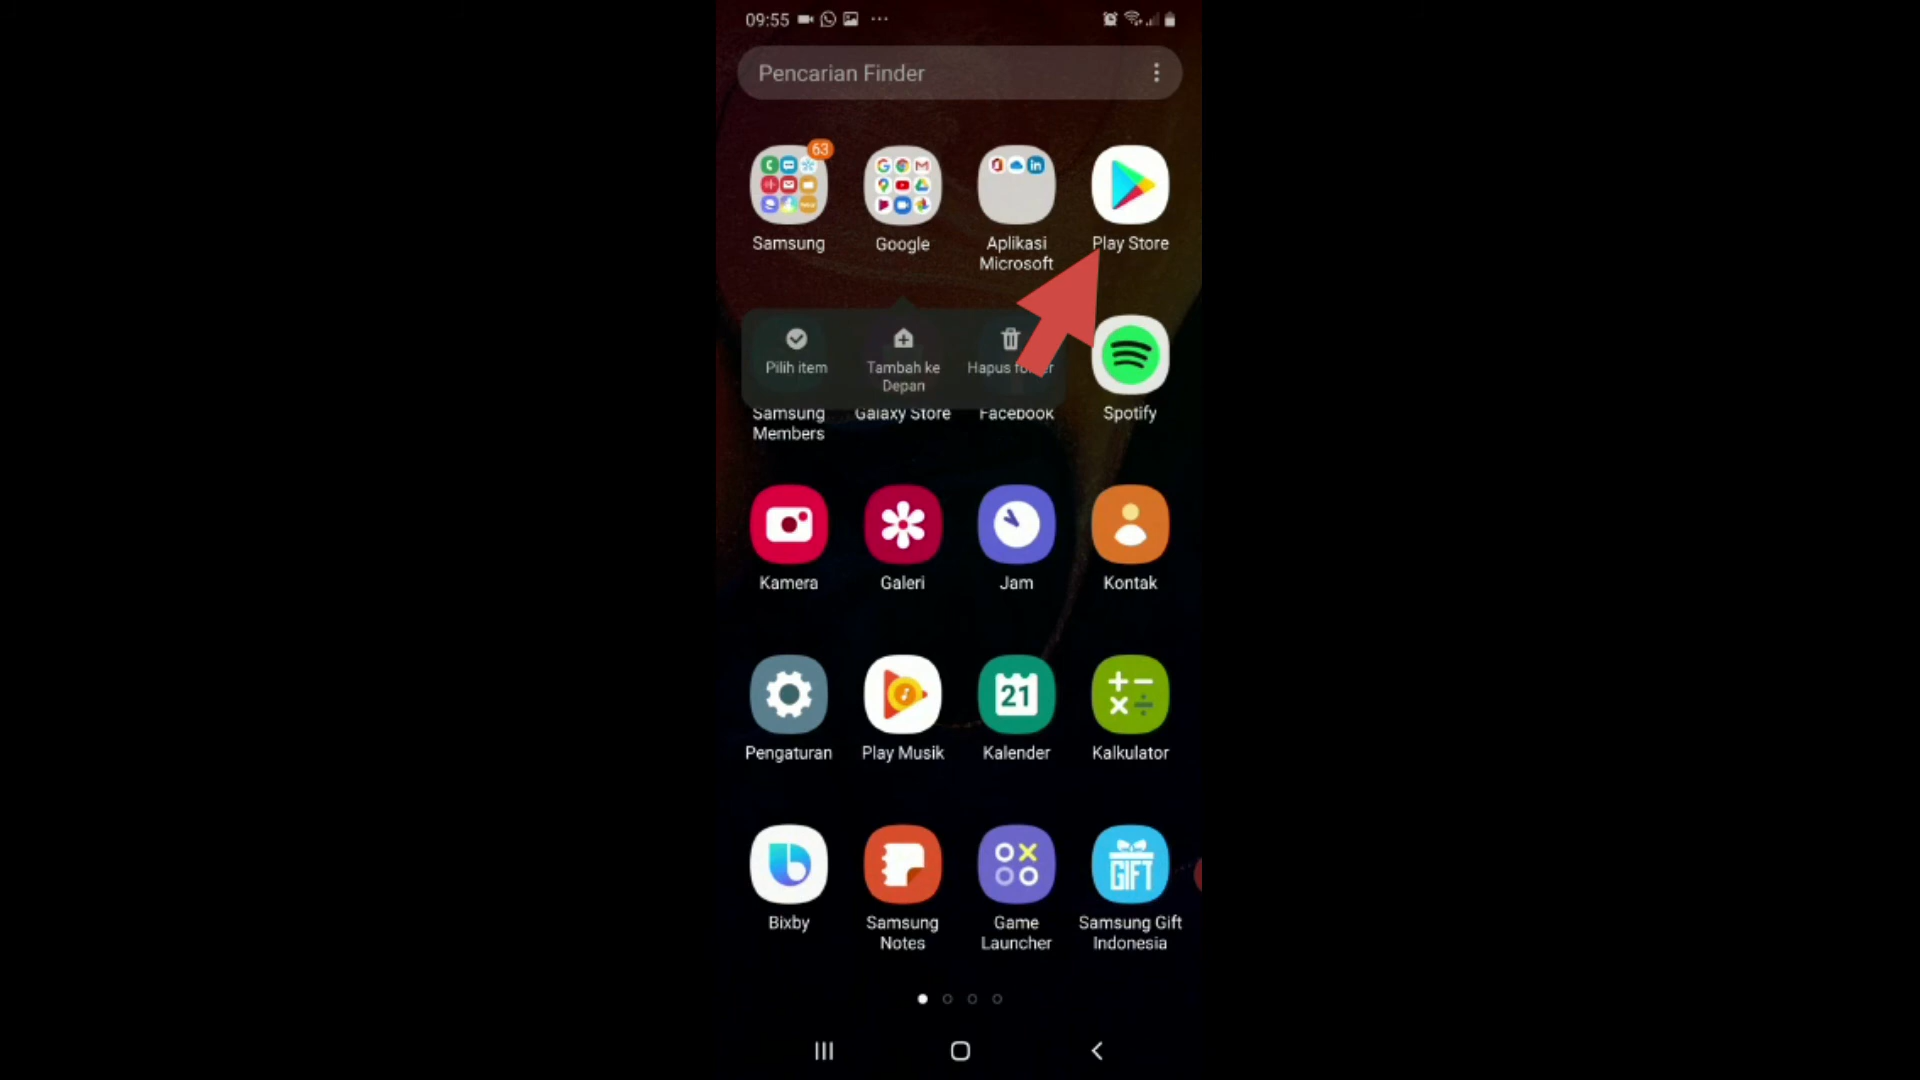 09:55
Pencarian Finder
63
Samsung
Google
Aplikasi
Microsoft
Play Store
Pilih item
Tambah ke
Depan
Hapus
Samsung
Members
Galaxy Store
Facebook
Spotify
Kamera
Galeri
Jam
Kontak
Pengaturan
Play Musik
21
Kalender
Kalkulator
Bixby
Samsung
Notes
Game
Launcher
GIFT
Samsung Gift
Indonesia